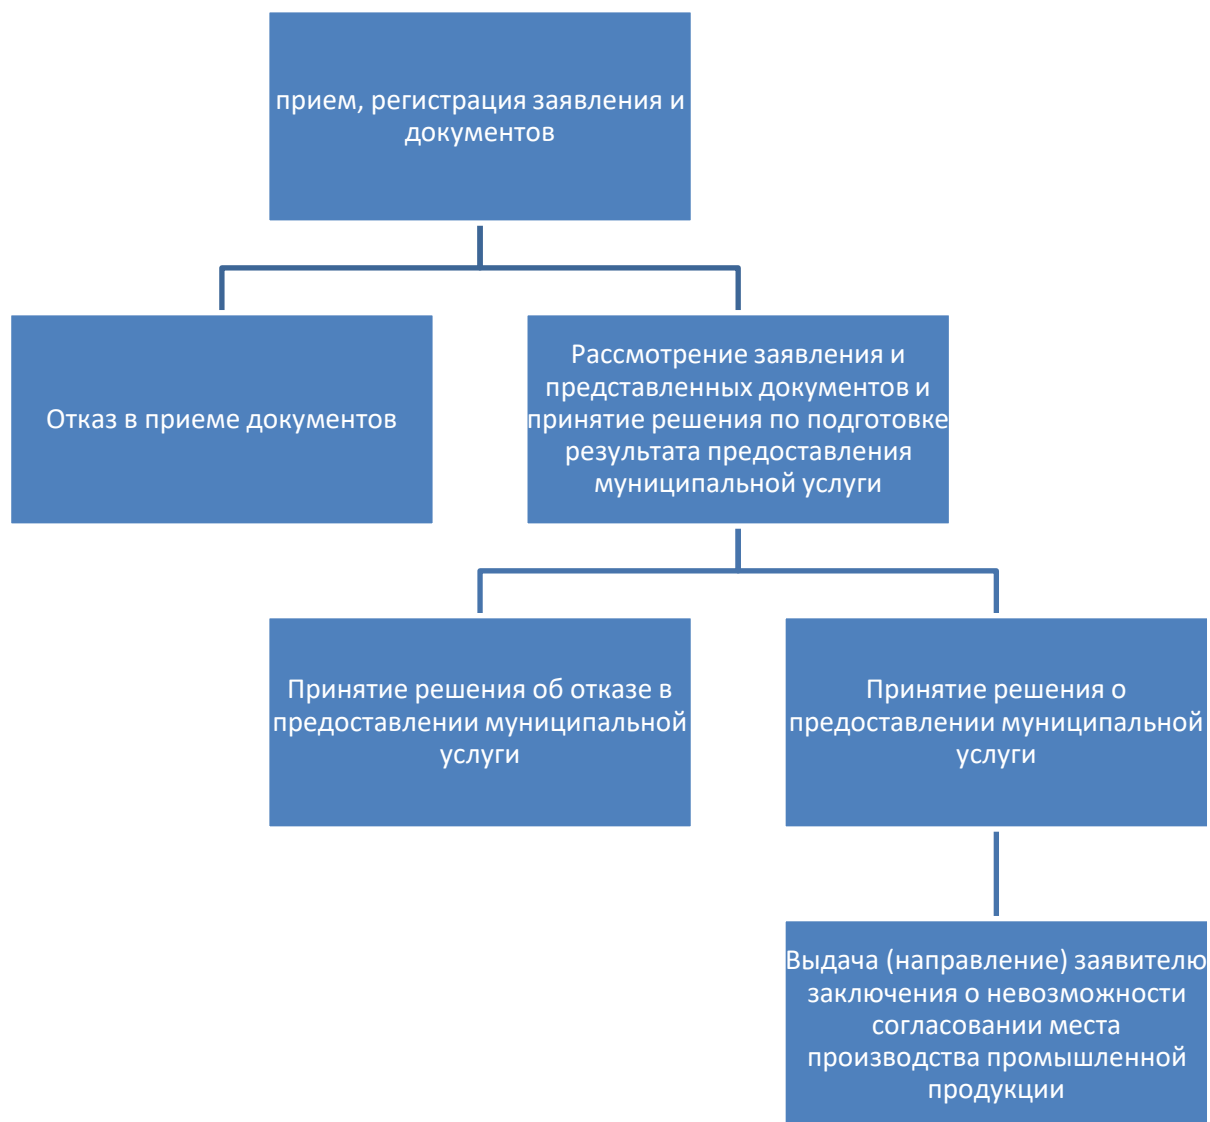 прием, регистрация заявления и
документов
Отказ в приеме документов
Рассмотрение заявления и
представленных документов и
принятие решения по подготовке
результата предоставления
муниципальной услуги
Принятие решения об отказе в
предоставлении муниципальной
услуги
Принятие решения о
предоставлении муниципальной
услуги
Выдача (направление) заявителю
заключения о невозможности
согласовании места
производства промышленной
продукции